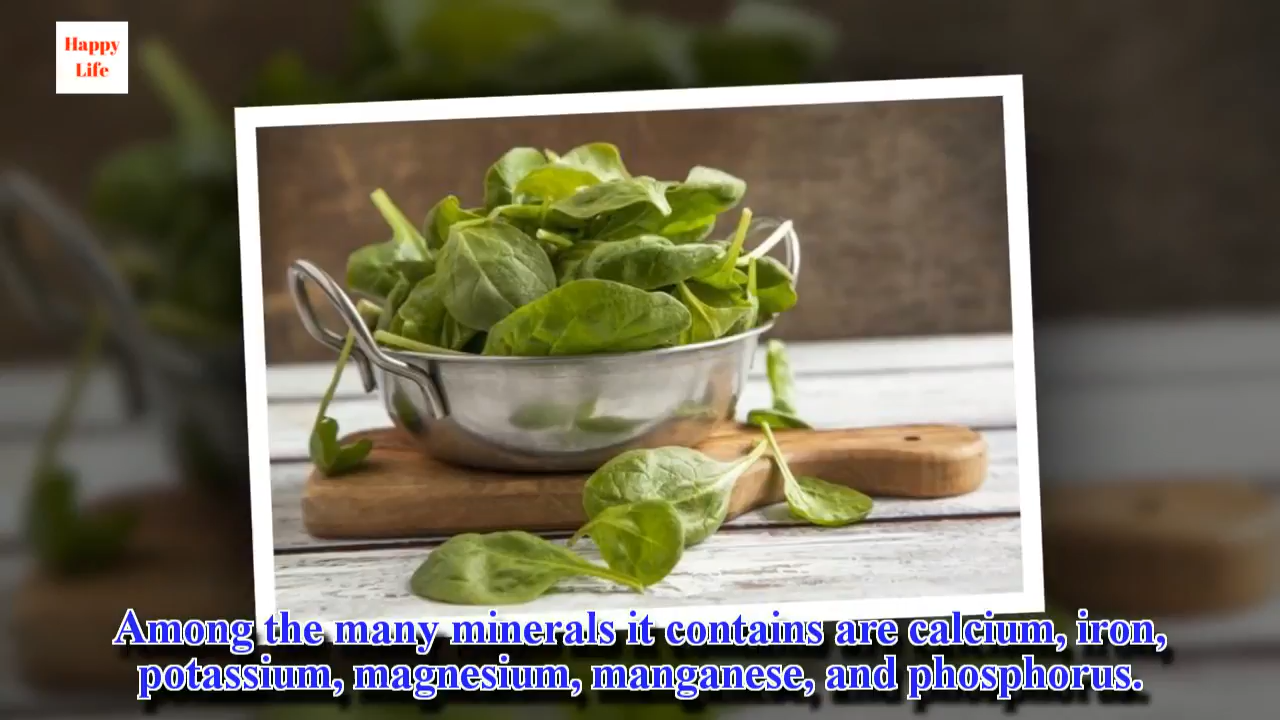 Happy
Life
Among the many minerals it contains are calcium, iron,
potassium, magnesium, manganese, and phosphorus.